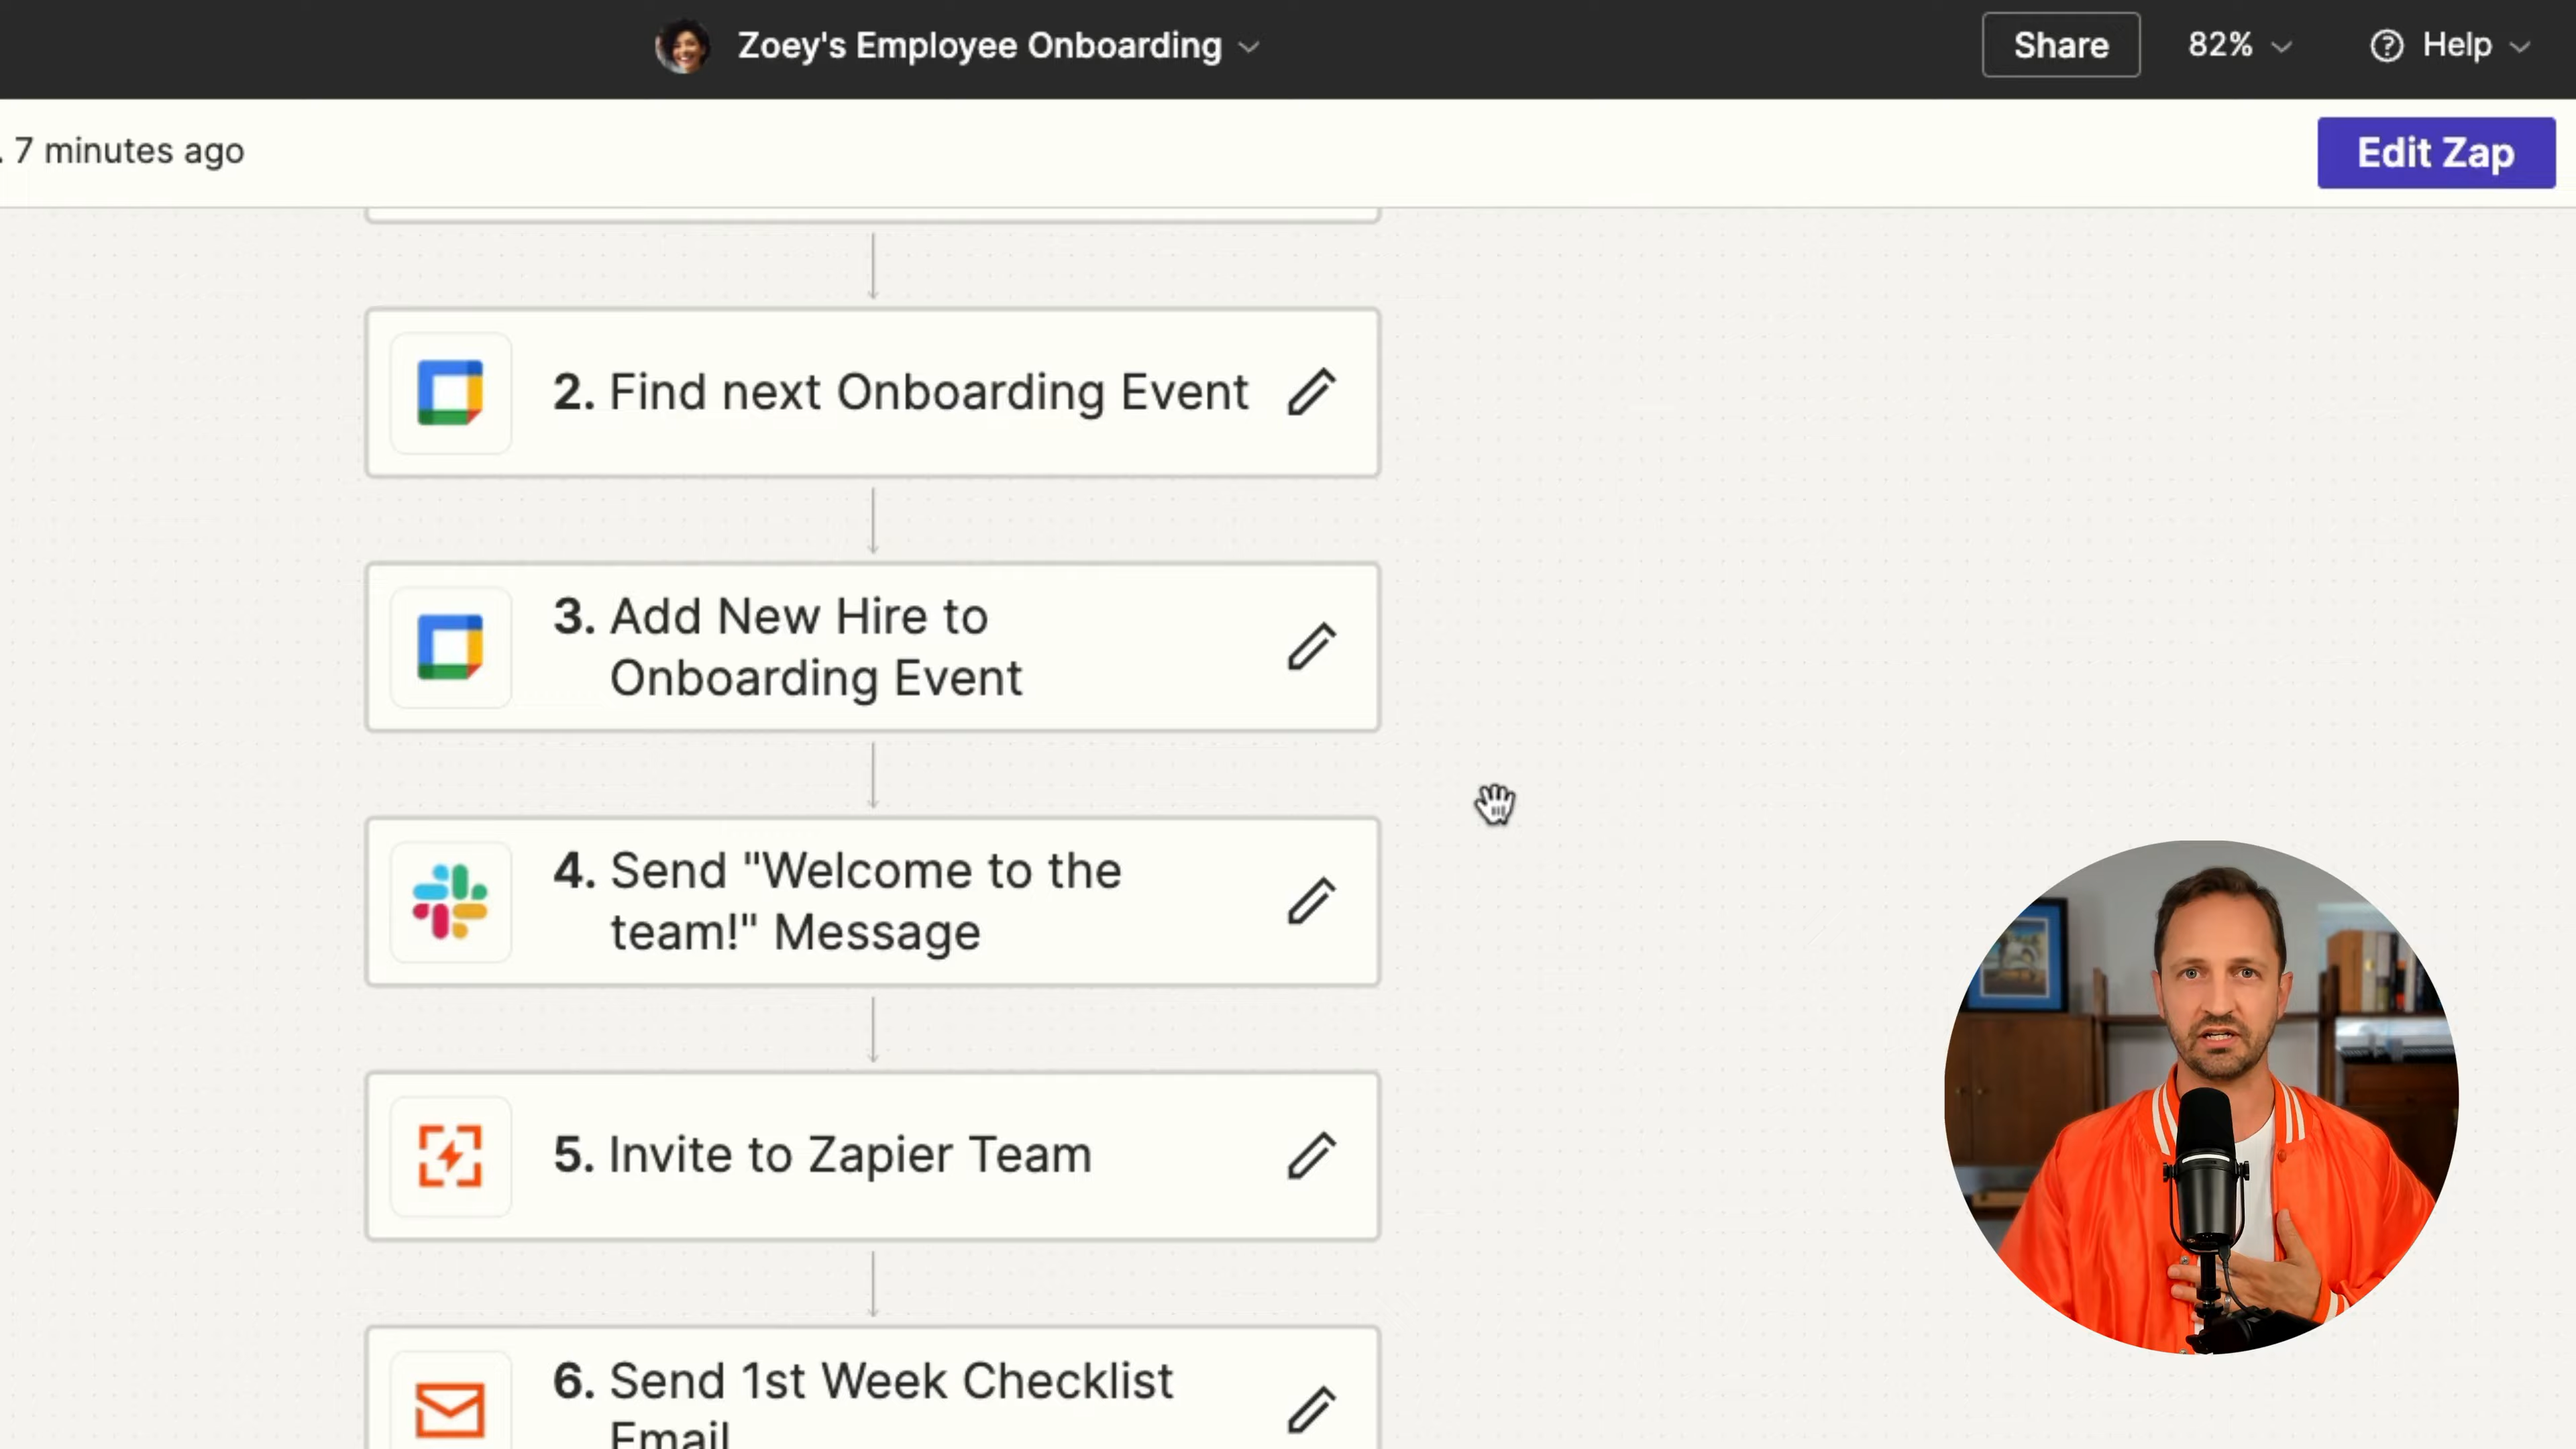 Zoey's Employee Onboarding
Share
82%
Help
. 7 minutes ago
Edit Zap
2. Find next Onboarding Event
3. Add New Hire to
Onboarding Event
4. Send "Welcome to the
team!" Message
5. Invite to Zapier Team
6. Send 1st Week Checklist
Email